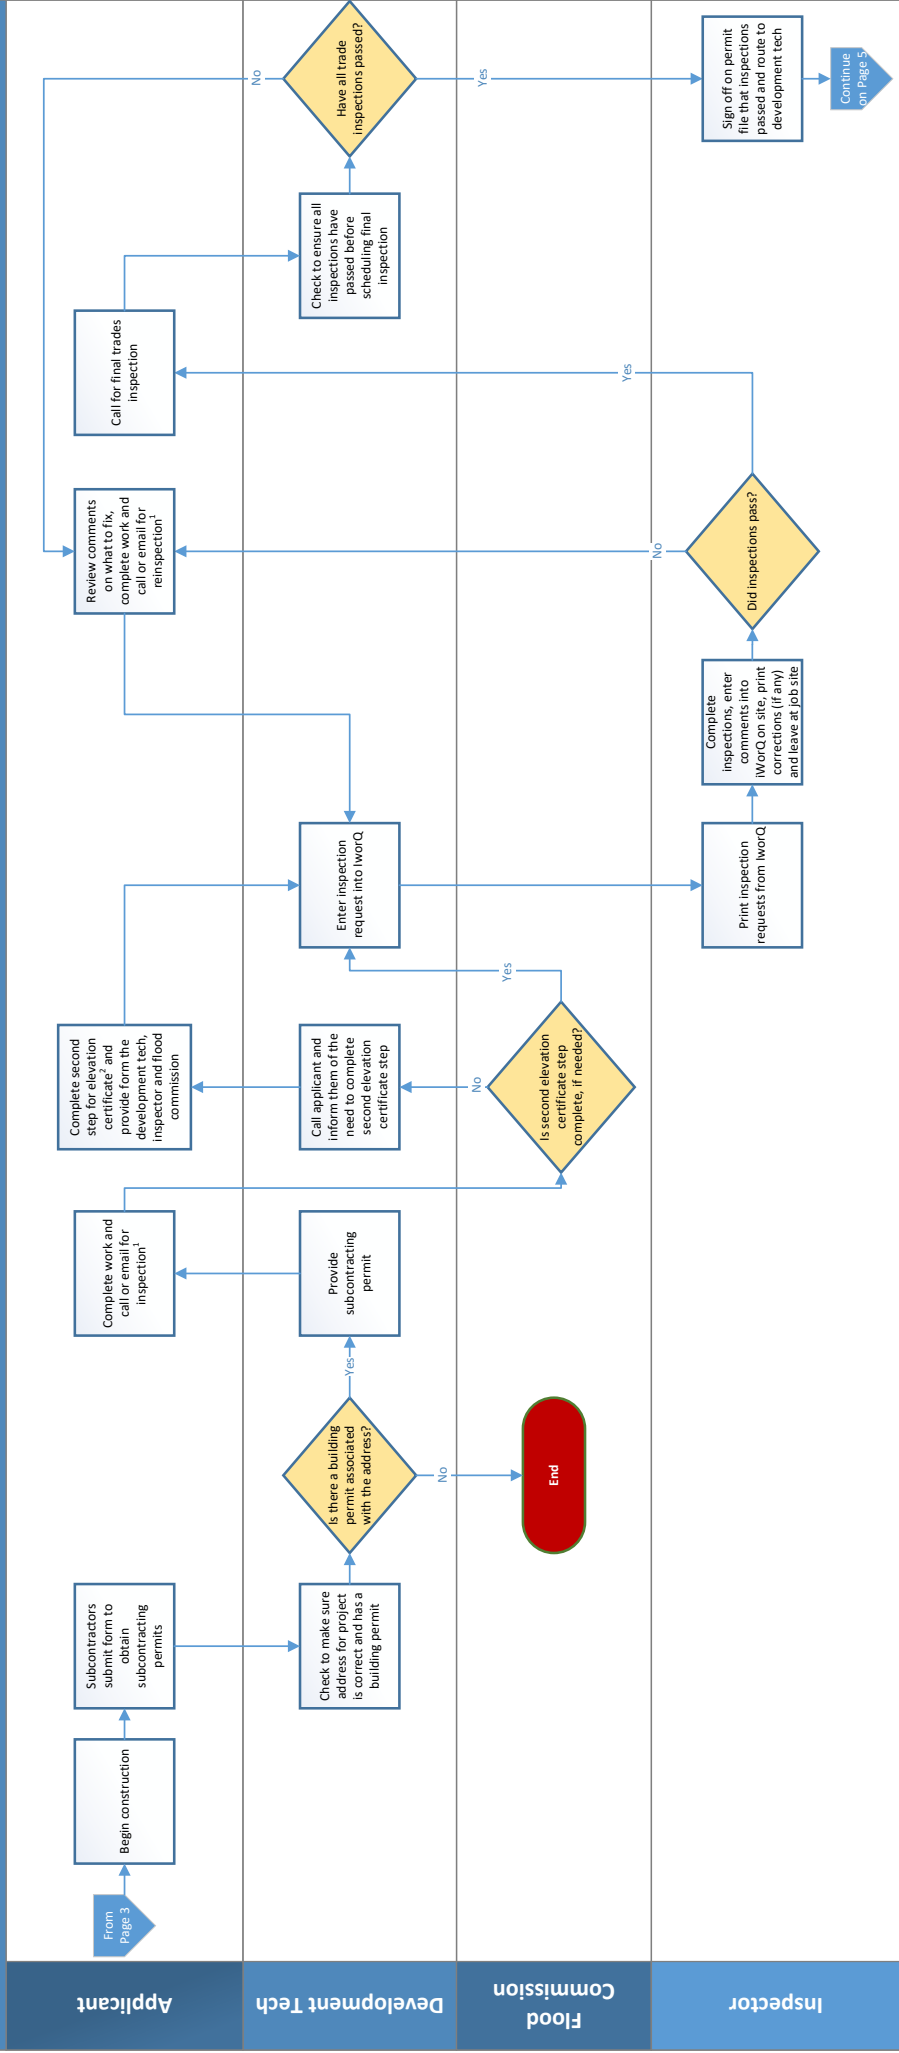 Applicant
Development Tech
Flood
Commission
Inspector
From
Page 3
Begin construction
Subcontractors
submit form to
obtain
subcontracting
permits
Check to make sure
address for project
is correct and has a
building permit
Is there a building
permit associated
with the address?
No
End
Yes
Provide
subcontracting
permit
Complete work and
call or email for
inspection1
Is second elevation
certificate step
complete, if needed?
No
Call applicant and
inform them of the
need to complete
second elevation
certificate step
Complete second
step for elevation
certificate2 and
provide form the
development tech,
inspector and flood
commission
Yes
Enter inspection
request into IworQ
Print inspection
requests from IworQ
Complete
inspections, enter
comments into
iWorQ on site, print
corrections (if any)
and leave at job site
Did inspections pass?
No
Review comments
on what to fix,
complete work and
call or email for
reinspection1
Yes
Call for final trades
inspection
Check to ensure all
inspections have
passed before
scheduling final
inspection
Have all trade
inspections passed?
No
Yes
Sign off on permit
file that inspections
passed and route to
development tech
Continue
on Page 5